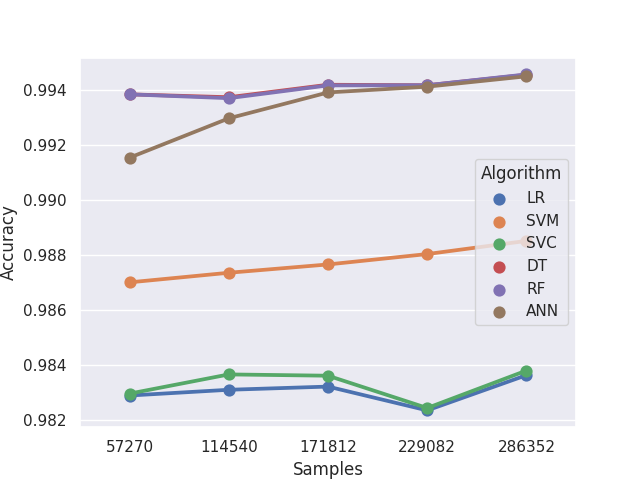 0.994
0.992
0.990
0.988
0.986
0.984
0.982
Accuracy
57270
114540
171812
229082
286352
Samples
Algorithm
LR
SVM
SVC
DT
RF
ANN